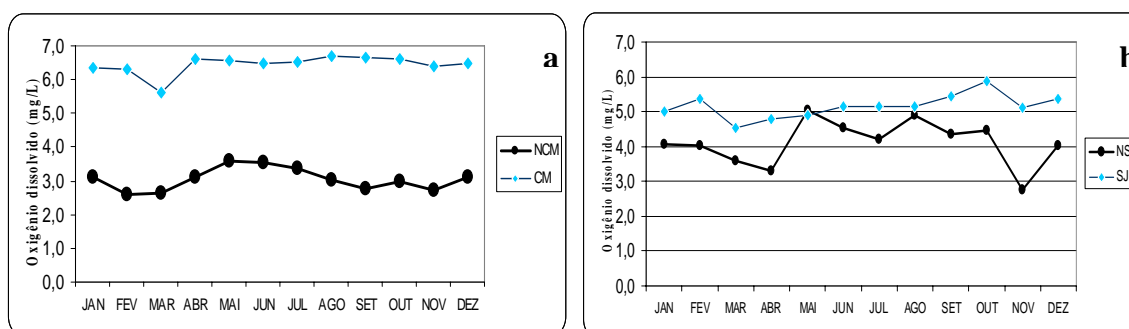 a
Oxigênio dissolvido (mg/L)
7,0
6,0
5,0
4,0
3,0
2,0
1,0
0,0
JAN FEV MAR ABR MAI JUN JUL AGO SET OUT NOV DEZ
NCM
CM
Oxigênio dissolvido (mg/L)
7,0
6,0
5,0
4,0
3,0
2,0
1,0
0,0
JAN FEV MAR ABR MAI JUN JUL AGO SET OUT NOV DEZ